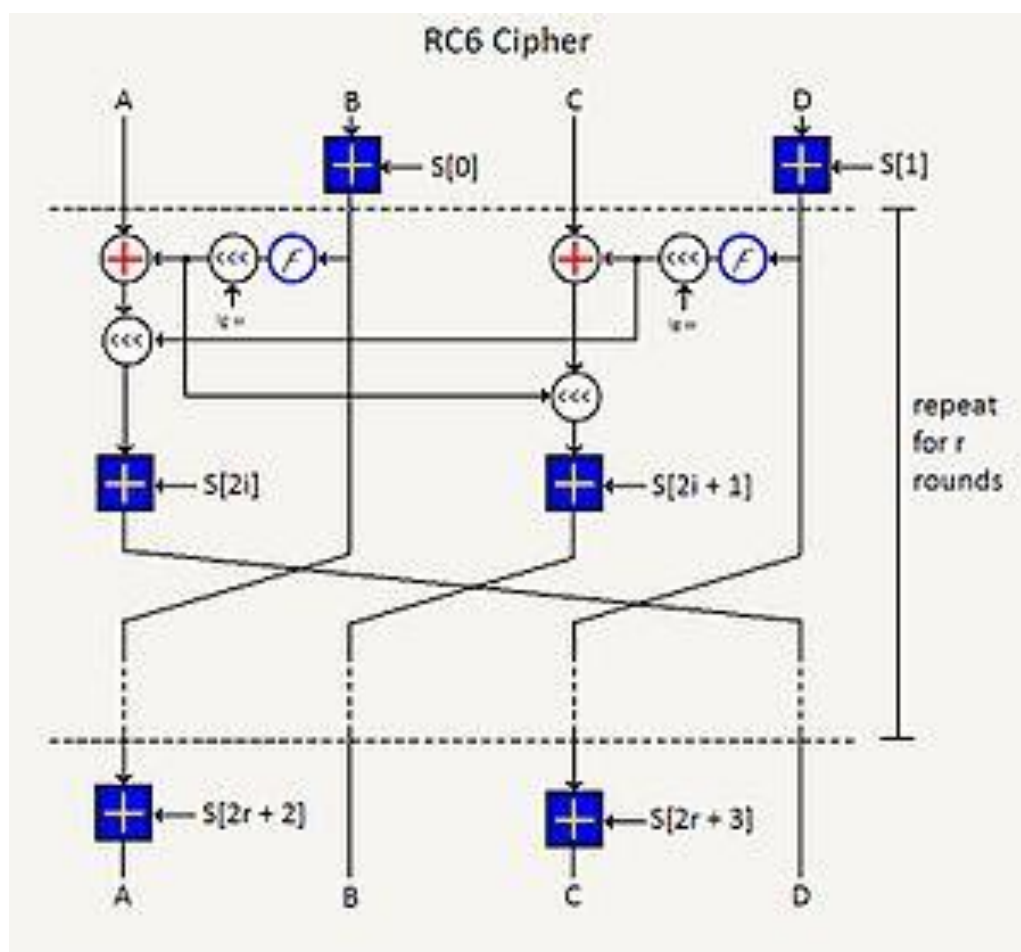 RC6 Cipher
A B C D
S[0] S[1]
<<< f <<< f
<<<
<<<
repeat
for r
rounds
S[2i] S[2i + 1]
S[2r + 2] S[2r + 3]
A B C D